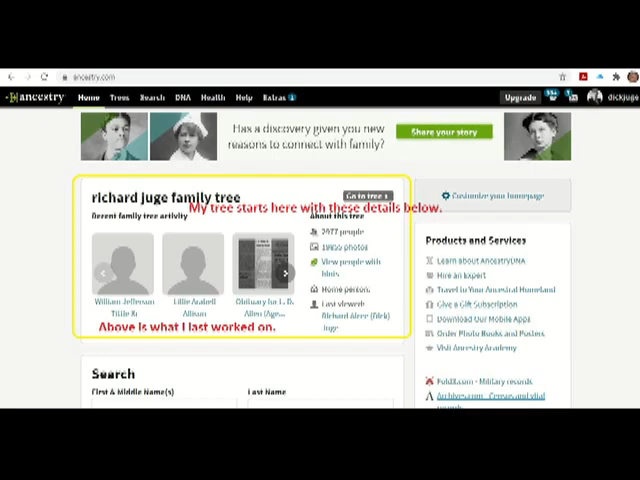 ancestry.com
ancestry Home Trees Search DNA Health Help Extras Upgrade dickjuge
Has a discovery given you new
reasons to connect with family?
Share your story
richard juge family tree
Go to tree
My tree starts here with these details below.
Recent family tree activity
About this tree
2977 people
photos
View people with
hints
Home person:
Last viewed:
Richard (Dick)
Juge
William Jefferson
Lillie Arabell
Allison
Obituary for L. D.
Allen (Age...
Above is what I last worked on.
Search
First & Middle Name(s)
Last Name
Customize your homepage
Products and Services
Learn about AncestryDNA
Hire an Expert
Travel to Your Ancestral Homeland
Give a Gift Subscription
Download Our Mobile Apps
Order Photo Books and Posters
Visit Ancestry Academy
Fold3.com - Military records
Archives.com - Census and vital
records